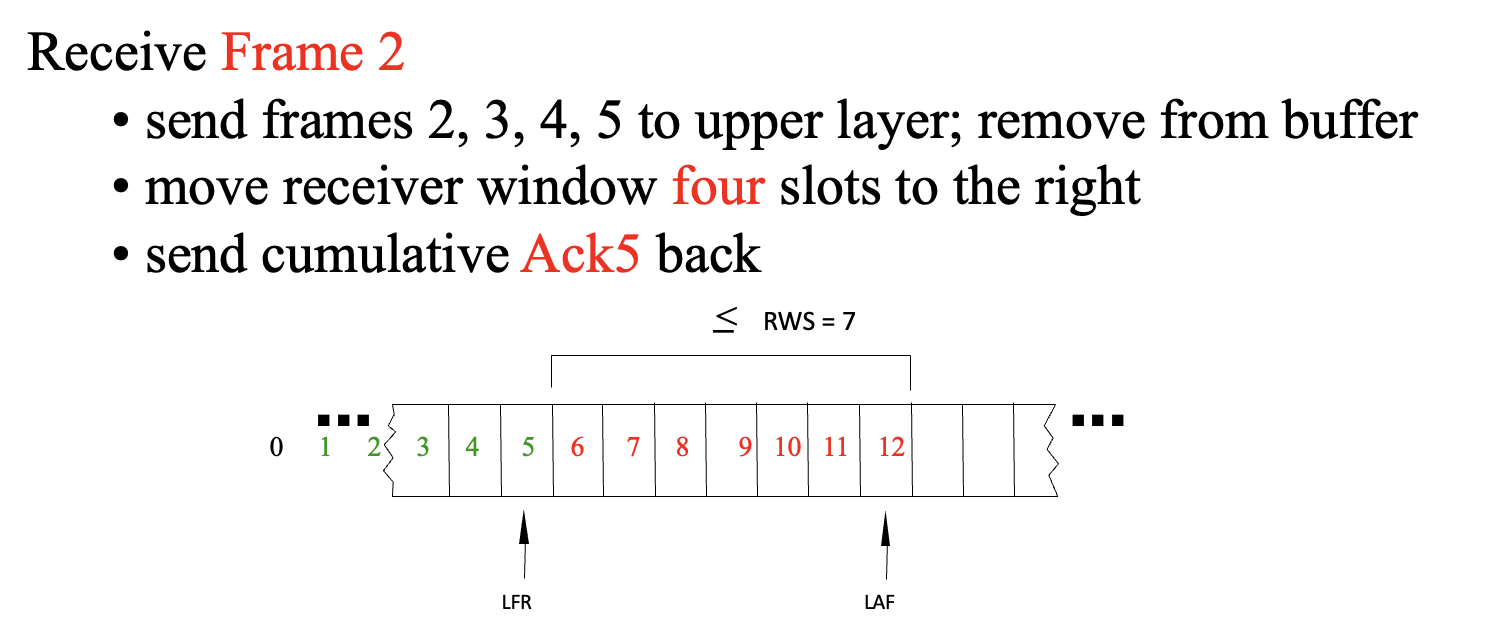 Receive Frame 2
• send frames 2, 3, 4, 5 to upper layer; remove from buffer
• move receiver window four slots to the right
• send cumulative Ack5 back
≤ RWS = 7
0 1 2 3 4 5 6 7 8 9 10 11 12
LFR LAF